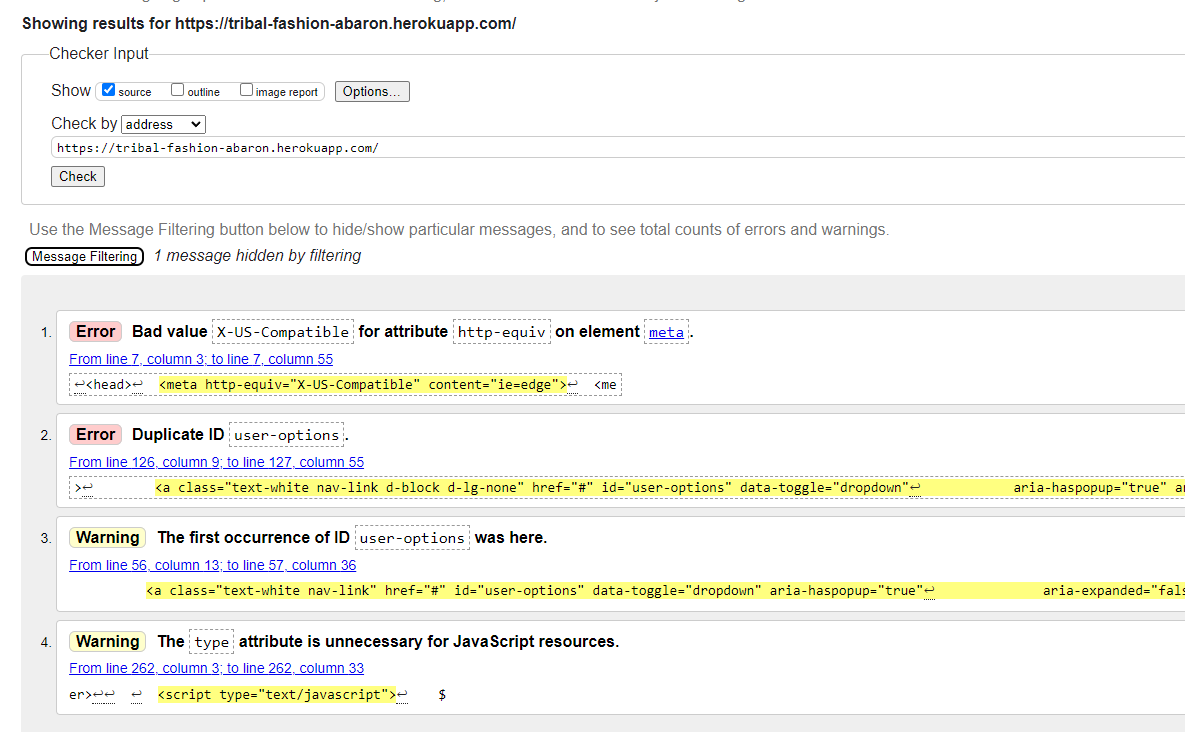 Showing results for https://tribal-fashion-abaron.herokuapp.com/
Checker Input
Show source outline image report Options...
Check by address
https://tribal-fashion-abaron.herokuapp.com/
Check
Use the Message Filtering button below to hide/show particular messages, and to see total counts of errors and warnings.
Message Filtering 1 message hidden by filtering
1. Error Bad value X-US-Compatible for attribute http-equiv on element meta.
From line 7, column 3; to line 7, column 55
↩<head>↩ <meta http-equiv="X-US-Compatible" content="ie=edge">↩ <me
2. Error Duplicate ID user-options.
From line 126, column 9; to line 127, column 55
>↩ <a class="text-white nav-link d-block d-lg-none" href="#" id="user-options" data-toggle="dropdown"↩ aria-haspopup="true"
3. Warning The first occurrence of ID user-options was here.
From line 56, column 13; to line 57, column 36
<a class="text-white nav-link" href="#" id="user-options" data-toggle="dropdown" aria-haspopup="true"↩ aria-expanded="fals
4. Warning The type attribute is unnecessary for JavaScript resources.
From line 262, column 3; to line 262, column 33
er>↩↩ ↩ <script type="text/javascript">↩ $